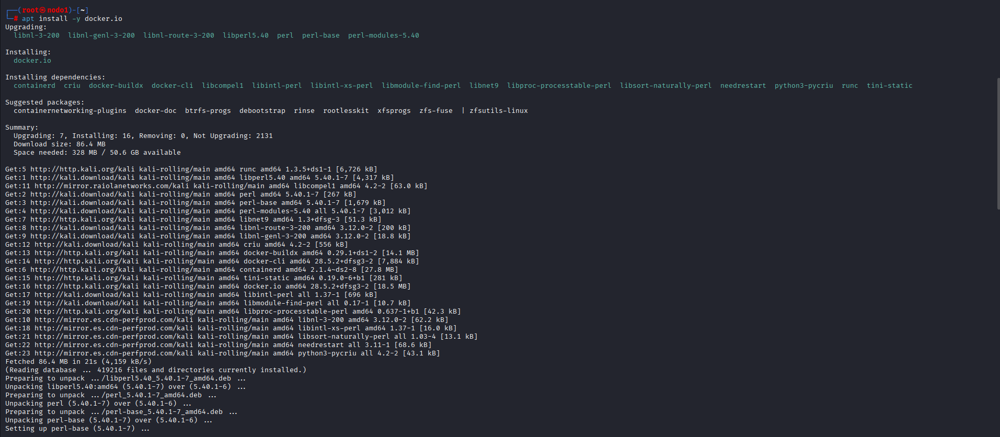 ┌──(root㉿nodo1)-[~]
└─# apt install -y docker.io
Upgrading:
  libnl-3-200  libnl-genl-3-200  libnl-route-3-200  libperl5.40  perl  perl-base  perl-modules-5.40

Installing:
  docker.io

Installing dependencies:
  containerd  criu  docker-buildx  docker-cli  libcompel1  libintl-perl  libintl-xs-perl  libmodule-find-perl  libnet9  libproc-processtable-perl  libsort-naturally-perl  needrestart  python3-pycriu  runc  tini-static

Suggested packages:
  containernetworking-plugins  docker-doc  btrfs-progs  debootstrap  rinse  rootlesskit  xfsprogs  zfs-fuse  | zfsutils-linux

Summary:
  Upgrading: 7, Installing: 16, Removing: 0, Not Upgrading: 2131
  Download size: 86.4 MB
  Space needed: 328 MB / 50.6 GB available

Get:5 http://http.kali.org/kali kali-rolling/main amd64 runc amd64 1.3.5+ds1-1 [6,726 kB]
Get:1 http://kali.download/kali kali-rolling/main amd64 libperl5.40 amd64 5.40.1-7 [4,317 kB]
Get:11 http://mirror.raiolanetworks.com/kali kali-rolling/main amd64 libcompel1 amd64 4.2-2 [63.0 kB]
Get:2 http://kali.download/kali kali-rolling/main amd64 perl amd64 5.40.1-7 [267 kB]
Get:3 http://kali.download/kali kali-rolling/main amd64 perl-base amd64 5.40.1-7 [1,679 kB]
Get:4 http://kali.download/kali kali-rolling/main amd64 perl-modules-5.40 all 5.40.1-7 [3,012 kB]
Get:7 http://http.kali.org/kali kali-rolling/main amd64 libnet9 amd64 1.3+dfsg-3 [51.3 kB]
Get:8 http://kali.download/kali kali-rolling/main amd64 libnl-route-3-200 amd64 3.12.0-2 [200 kB]
Get:9 http://kali.download/kali kali-rolling/main amd64 libnl-genl-3-200 amd64 3.12.0-2 [18.8 kB]
Get:12 http://kali.download/kali kali-rolling/main amd64 criu amd64 4.2-2 [556 kB]
Get:13 http://http.kali.org/kali kali-rolling/main amd64 docker-buildx amd64 0.29.1+ds1-2 [14.1 MB]
Get:14 http://http.kali.org/kali kali-rolling/main amd64 docker-cli amd64 28.5.2+dfsg3-2 [7,884 kB]
Get:6 http://http.kali.org/kali kali-rolling/main amd64 containerd amd64 2.1.4~ds2-8 [27.8 MB]
Get:15 http://http.kali.org/kali kali-rolling/main amd64 tini-static amd64 0.19.0-6+b1 [281 kB]
Get:16 http://http.kali.org/kali kali-rolling/main amd64 docker.io amd64 28.5.2+dfsg3-2 [18.5 MB]
Get:17 http://kali.download/kali kali-rolling/main amd64 libintl-perl all 1.37-1 [696 kB]
Get:19 http://kali.download/kali kali-rolling/main amd64 libmodule-find-perl all 0.17-1 [10.7 kB]
Get:20 http://http.kali.org/kali kali-rolling/main amd64 libproc-processtable-perl amd64 0.637-1+b1 [42.3 kB]
Get:10 http://mirror.es.cdn-perfprod.com/kali kali-rolling/main amd64 libnl-3-200 amd64 3.12.0-2 [62.2 kB]
Get:18 http://mirror.es.cdn-perfprod.com/kali kali-rolling/main amd64 libintl-xs-perl amd64 1.37-1 [16.0 kB]
Get:21 http://mirror.es.cdn-perfprod.com/kali kali-rolling/main amd64 libsort-naturally-perl all 1.03-4 [13.1 kB]
Get:22 http://mirror.es.cdn-perfprod.com/kali kali-rolling/main amd64 needrestart all 3.11-1 [68.6 kB]
Get:23 http://mirror.es.cdn-perfprod.com/kali kali-rolling/main amd64 python3-pycriu all 4.2-2 [43.1 kB]
Fetched 86.4 MB in 21s (4,159 kB/s)
(Reading database ... 419216 files and directories currently installed.)
Preparing to unpack .../libperl5.40_5.40.1-7_amd64.deb ...
Unpacking libperl5.40:amd64 (5.40.1-7) over (5.40.1-6) ...
Preparing to unpack .../perl_5.40.1-7_amd64.deb ...
Unpacking perl (5.40.1-7) over (5.40.1-6) ...
Preparing to unpack .../perl-base_5.40.1-7_amd64.deb ...
Unpacking perl-base (5.40.1-7) over (5.40.1-6) ...
Setting up perl-base (5.40.1-7) ...